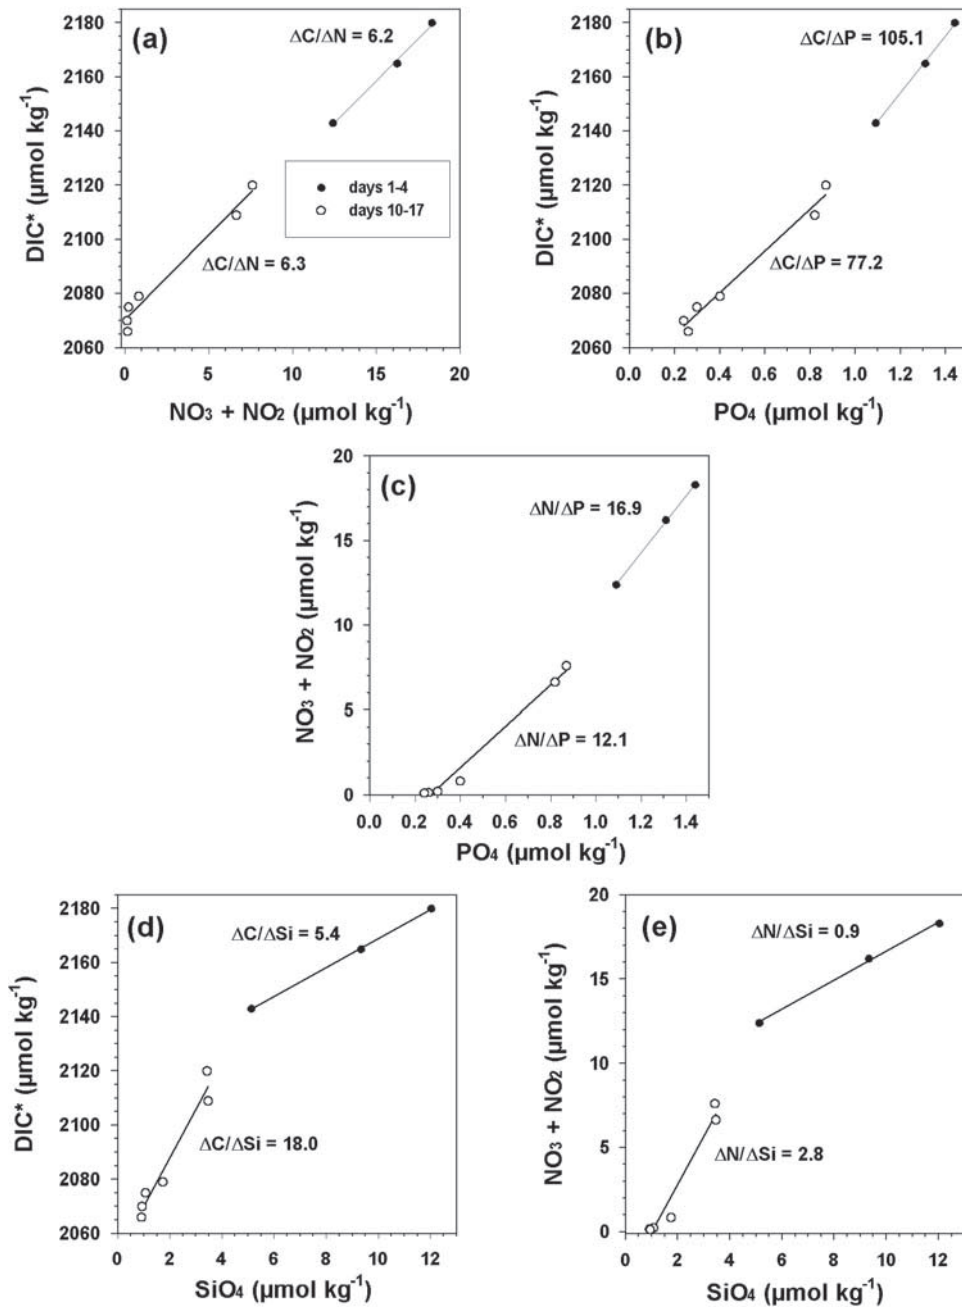 (a)
ΔC/ΔN = 6.2
2180
2160
2140
2120
2100
2080
2060
DIC* (µmol kg⁻¹)
days 1-4
days 10-17
ΔC/ΔN = 6.3
0 5 10 15 20
NO₃ + NO₂ (µmol kg⁻¹)
(b)
ΔC/ΔP = 105.1
2180
2160
2140
2120
2100
2080
2060
DIC* (µmol kg⁻¹)
ΔC/ΔP = 77.2
0.0 0.2 0.4 0.6 0.8 1.0 1.2 1.4
PO₄ (µmol kg⁻¹)
(c)
ΔN/ΔP = 16.9
20
15
10
5
0
NO₃ + NO₂ (µmol kg⁻¹)
ΔN/ΔP = 12.1
0.0 0.2 0.4 0.6 0.8 1.0 1.2 1.4
PO₄ (µmol kg⁻¹)
(d)
ΔC/ΔSi = 5.4
2180
2160
2140
2120
2100
2080
2060
DIC* (µmol kg⁻¹)
ΔC/ΔSi = 18.0
0 2 4 6 8 10 12
SiO₄ (µmol kg⁻¹)
(e)
ΔN/ΔSi = 0.9
20
15
10
5
0
NO₃ + NO₂ (µmol kg⁻¹)
ΔN/ΔSi = 2.8
0 2 4 6 8 10 12
SiO₄ (µmol kg⁻¹)